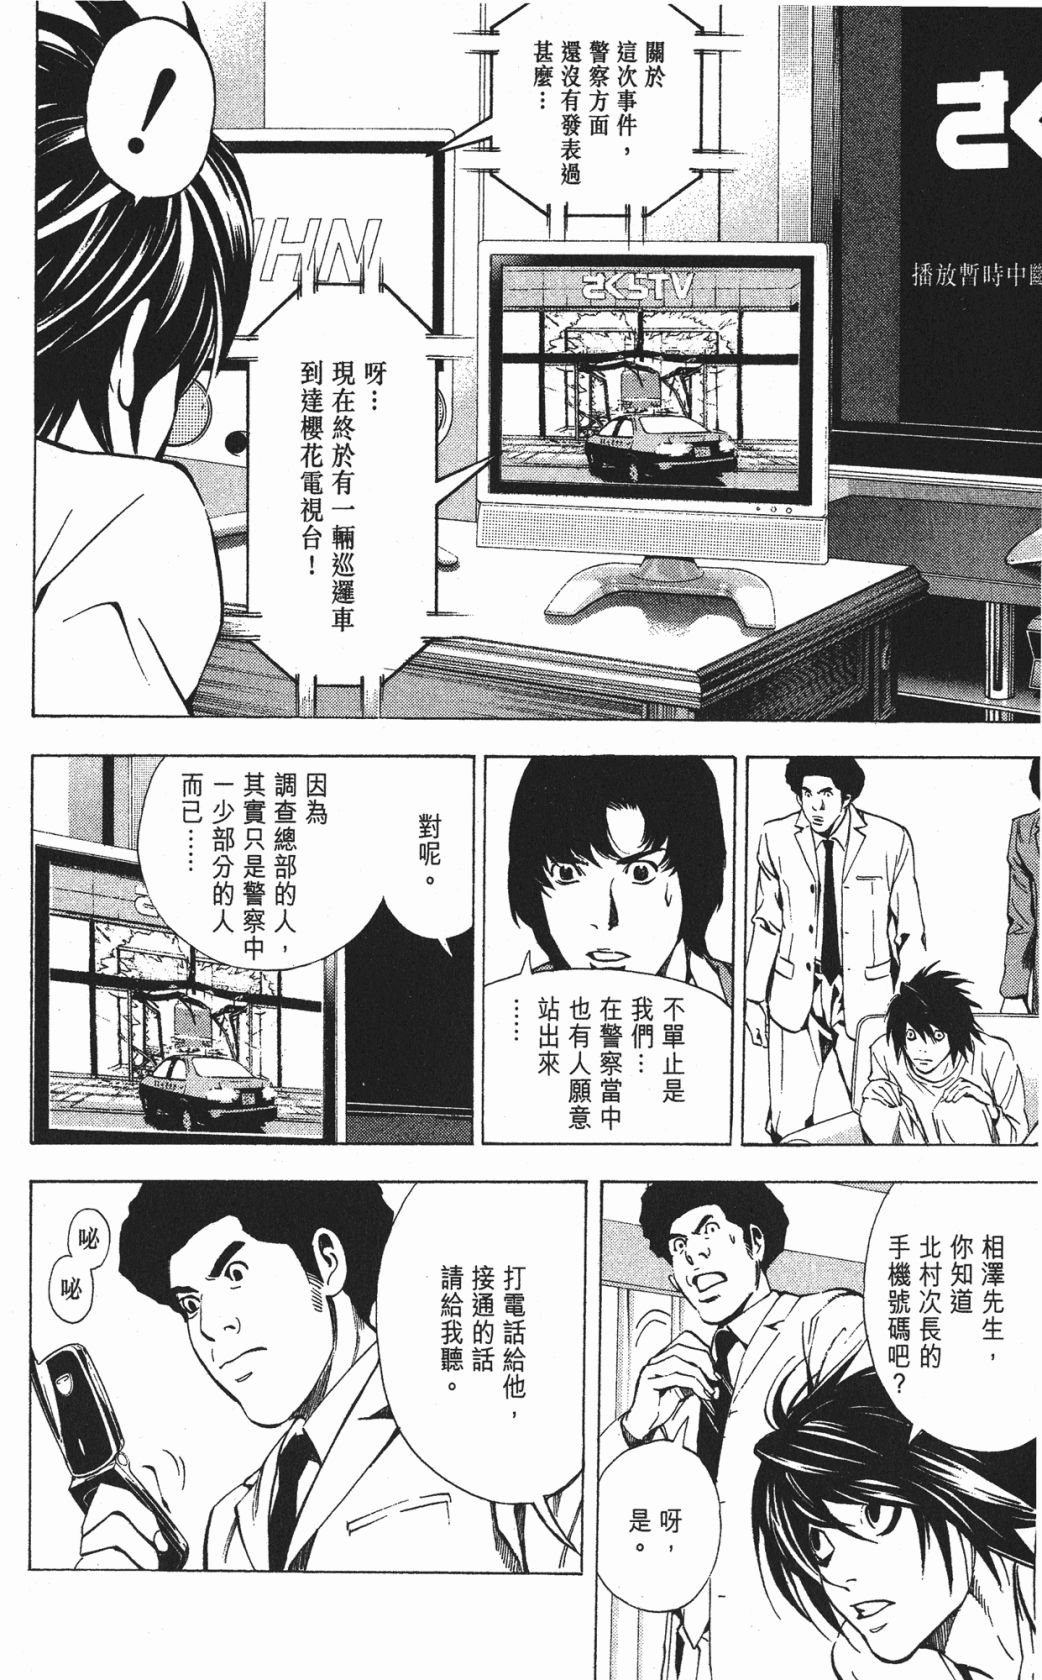 關於
這次事件，
警察方面
還沒有發表過
甚麼…
播放暫時中斷
NHN
さくらTV
！
呀…
現在終於有一輛巡邏車
到達櫻花電視台！
不單止是
我們…
在警察當中
也有人願意
站出來
……
對呢。
因為
調查總部的人，
其實只是警察中
一少部分的人
而已……
相澤先生，
你知道
北村次長的
手機號碼吧？
呀，
是。
打電話給他，
接通的話
請給我聽。
咇
咇